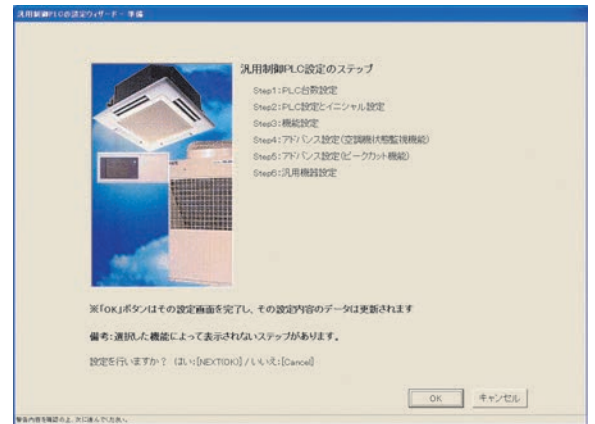 汎用制御PLCの設定ウィザード - 準備
汎用制御PLC設定のステップ
Step1:PLC台数設定
Step2:PLC設定とイニシャル設定
Step3:機能設定
Step4:アドバンス設定(空調機状態監視機能)
Step5:アドバンス設定(ピークカット機能)
Step6:汎用機器設定
※「OK」ボタンはその設定画面を完了し、その設定内容のデータは更新されます
備考:選択した機能によって表示されないステップがあります。
設定を行いますか? (はい:[NEXT(OK)] / いいえ:[Cancel]
OK
キャンセル
警告内容を確認の上、次に進んでください。